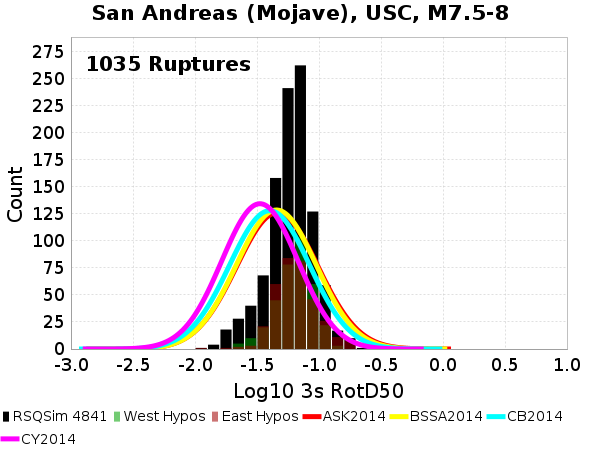 San Andreas (Mojave), USC, M7.5-8
1035 Ruptures
Count
275
250
225
200
175
150
125
100
75
50
25
0
-3.0 -2.5 -2.0 -1.5 -1.0 -0.5 0.0 0.5 1.0
Log10 3s RotD50
RSQSim 4841 West Hypos East Hypos ASK2014 BSSA2014 CB2014
CY2014